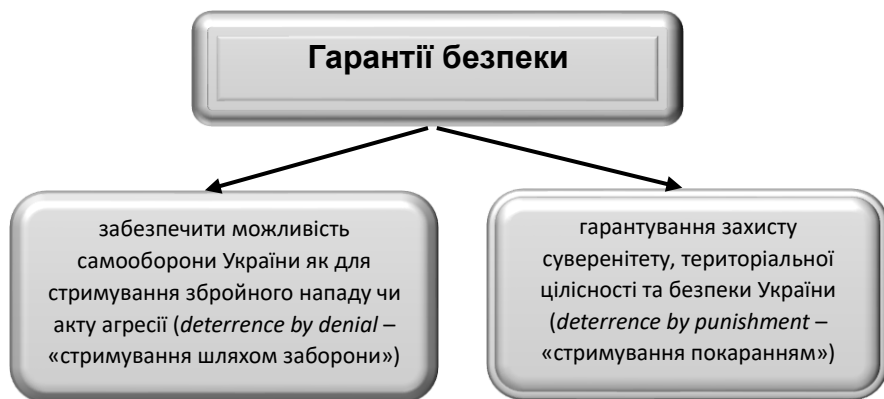 Гарантії безпеки
забезпечити можливість
самооборони України як для
стримування збройного нападу чи
акту агресії (deterrence by denial –
«стримування шляхом заборони»)
гарантування захисту
суверенітету, територіальної
цілісності та безпеки України
(deterrence by punishment –
«стримування покаранням»)